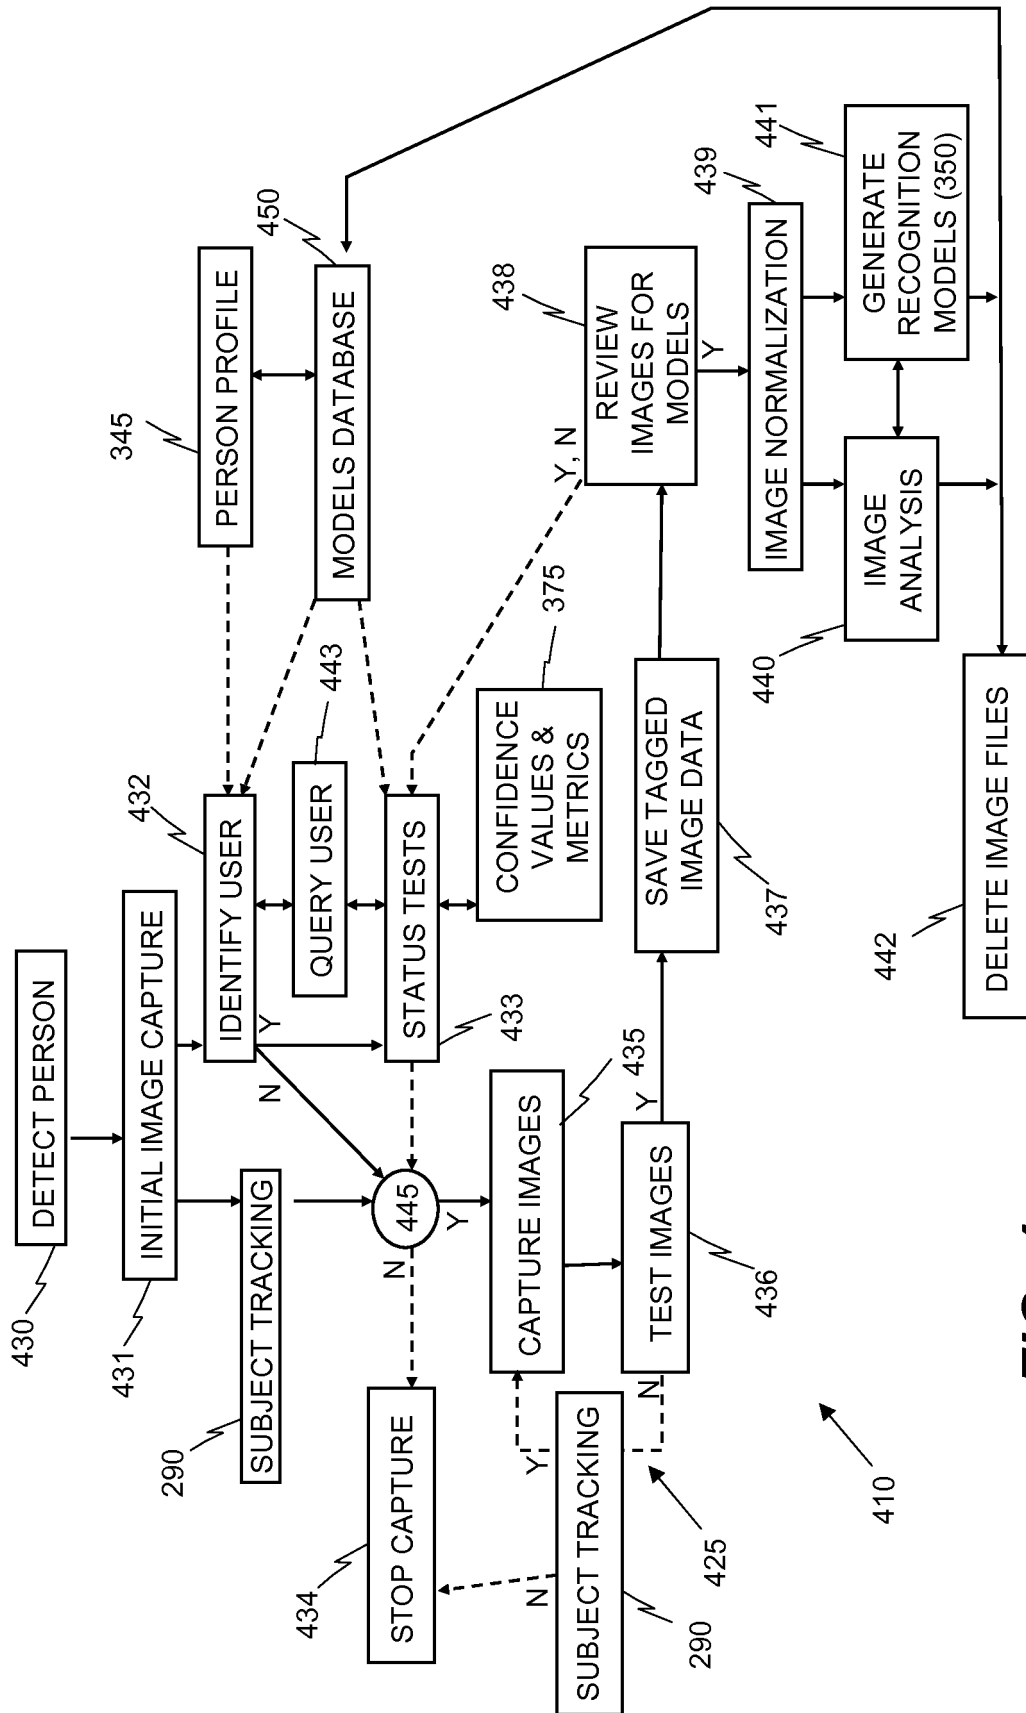 430
DETECT PERSON
431
INITIAL IMAGE CAPTURE
290
SUBJECT TRACKING
432
IDENTIFY USER
N
Y
345
PERSON PROFILE
450
MODELS DATABASE
443
QUERY USER
433
STATUS TESTS
375
CONFIDENCE
VALUES &
METRICS
445
N
Y
434
STOP CAPTURE
435
CAPTURE IMAGES
436
TEST IMAGES
N
Y
290
SUBJECT TRACKING
N
Y
425
410
437
SAVE TAGGED
IMAGE DATA
438
REVIEW
IMAGES FOR
MODELS
Y, N
Y
439
IMAGE NORMALIZATION
440
IMAGE
ANALYSIS
441
GENERATE
RECOGNITION
MODELS (350)
442
DELETE IMAGE FILES